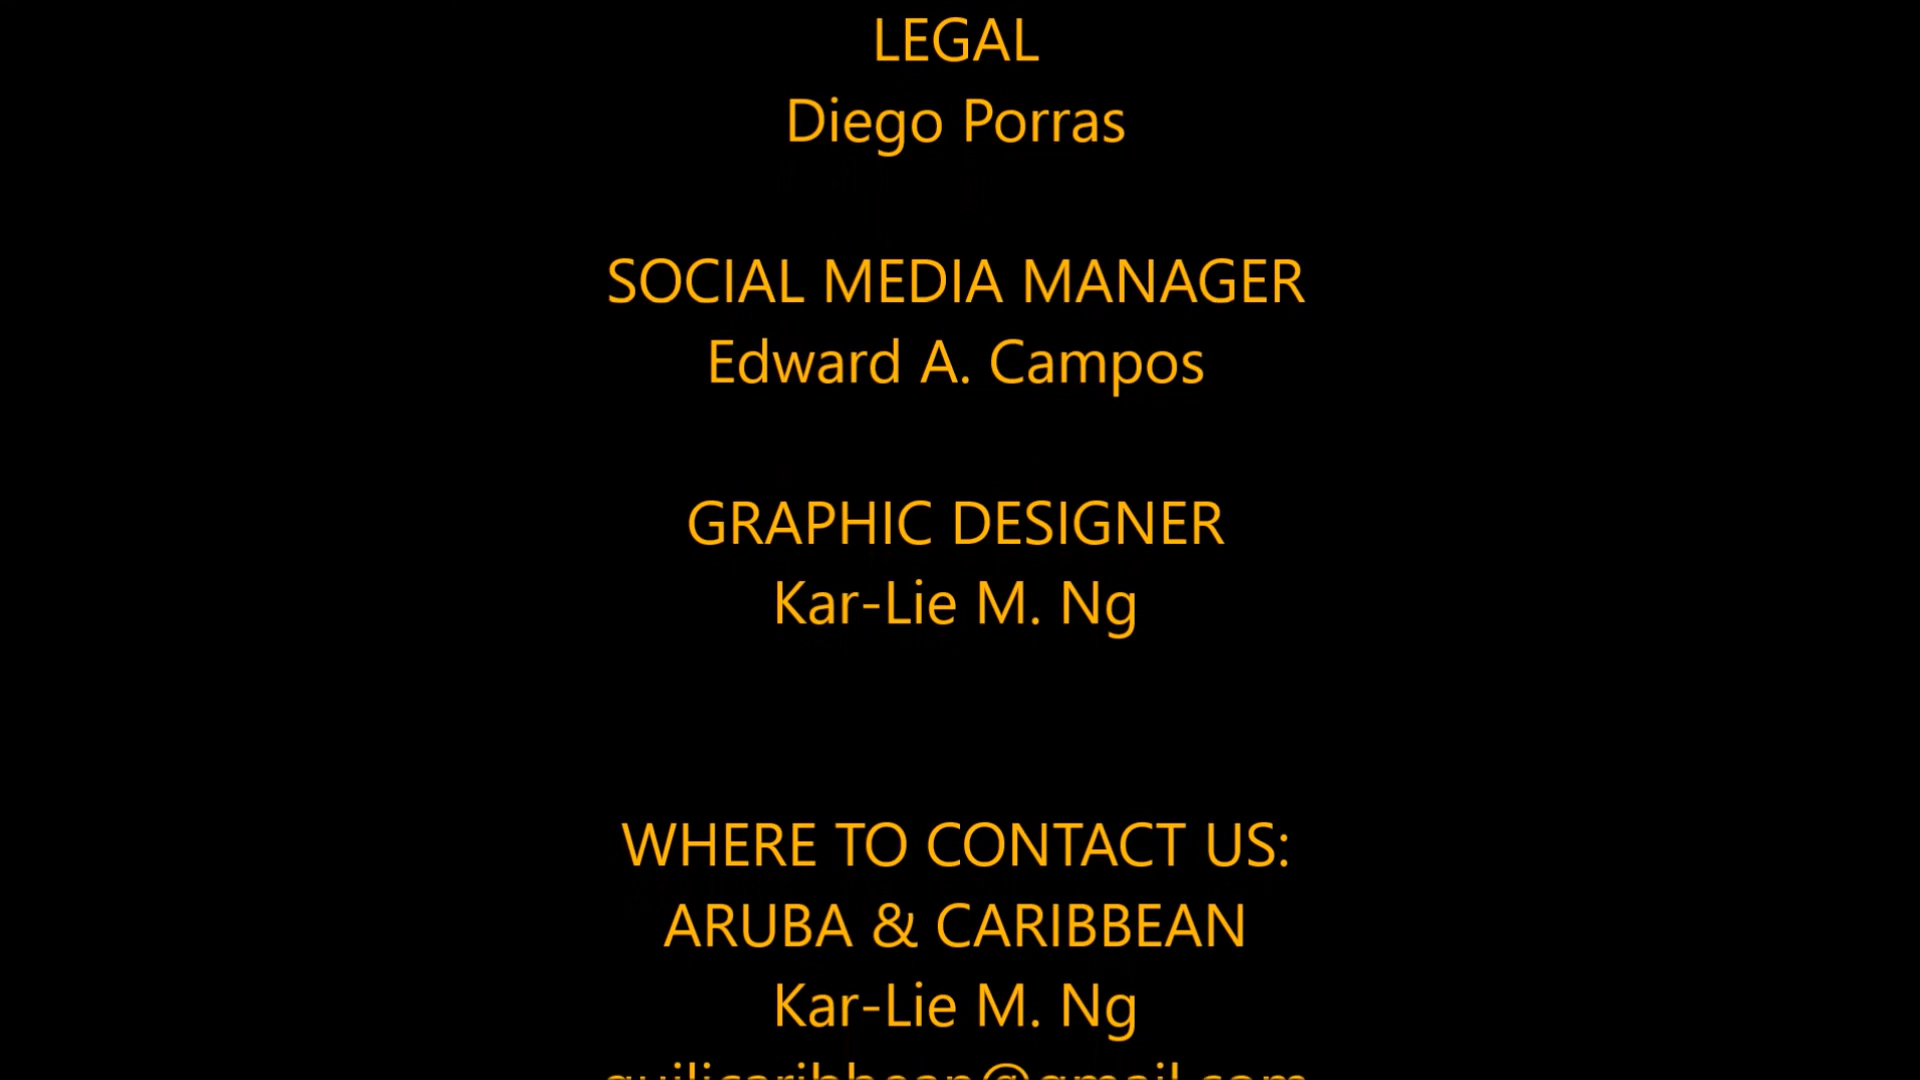 LEGAL
Diego Porras
SOCIAL MEDIA MANAGER
Edward A. Campos
GRAPHIC DESIGNER
Kar-Lie M. Ng
WHERE TO CONTACT US:
ARUBA & CARIBBEAN
Kar-Lie M. Ng